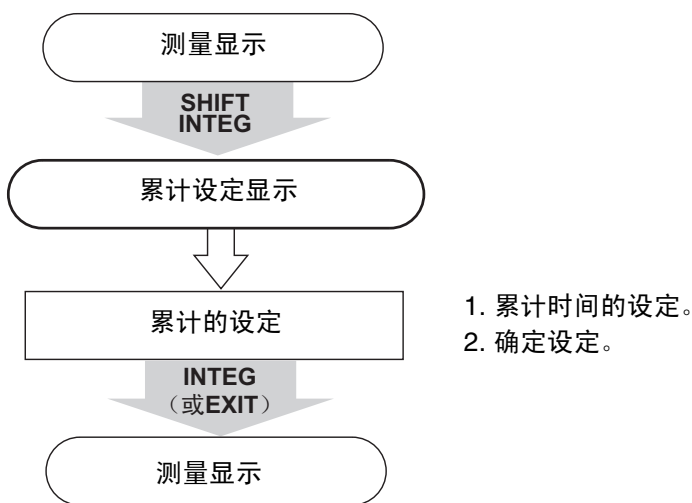 测量显示
SHIFT
INTEG
累计设定显示
累计的设定
1. 累计时间的设定。
2. 确定设定。
INTEG
（或EXIT）
测量显示